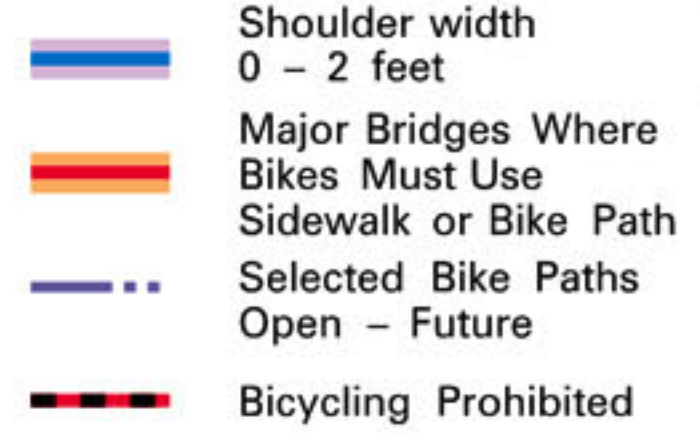 Shoulder width
0 – 2 feet
Major Bridges Where
Bikes Must Use
Sidewalk or Bike Path
Selected Bike Paths
Open – Future
Bicycling Prohibited